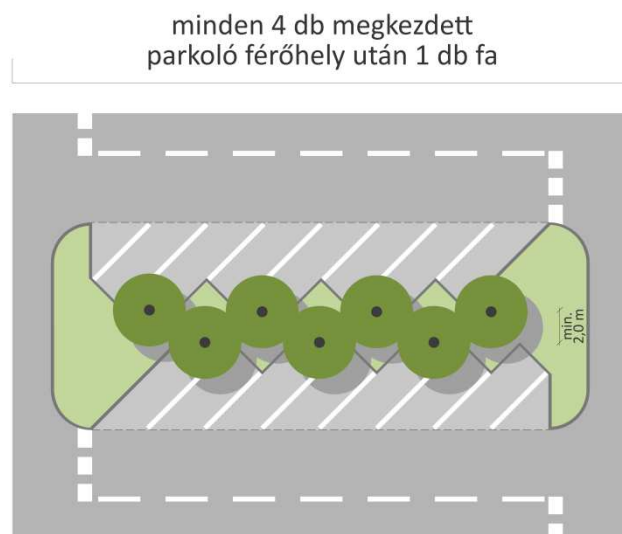 minden 4 db megkezdett
parkoló férőhely után 1 db fa
min.
2,0 m